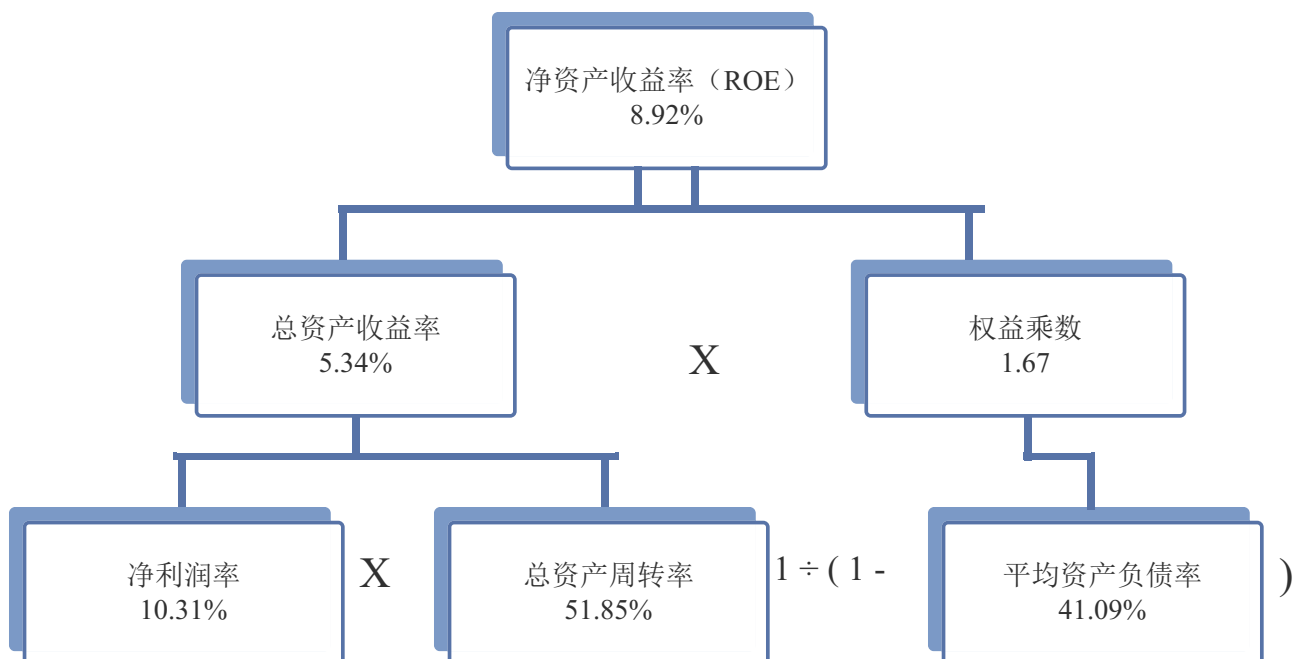 净资产收益率（ROE）
8.92%
总资产收益率
5.34%
X
权益乘数
1.67
净利润率
10.31%
X
总资产周转率
51.85%
1 ÷ ( 1 -
平均资产负债率
41.09%
)